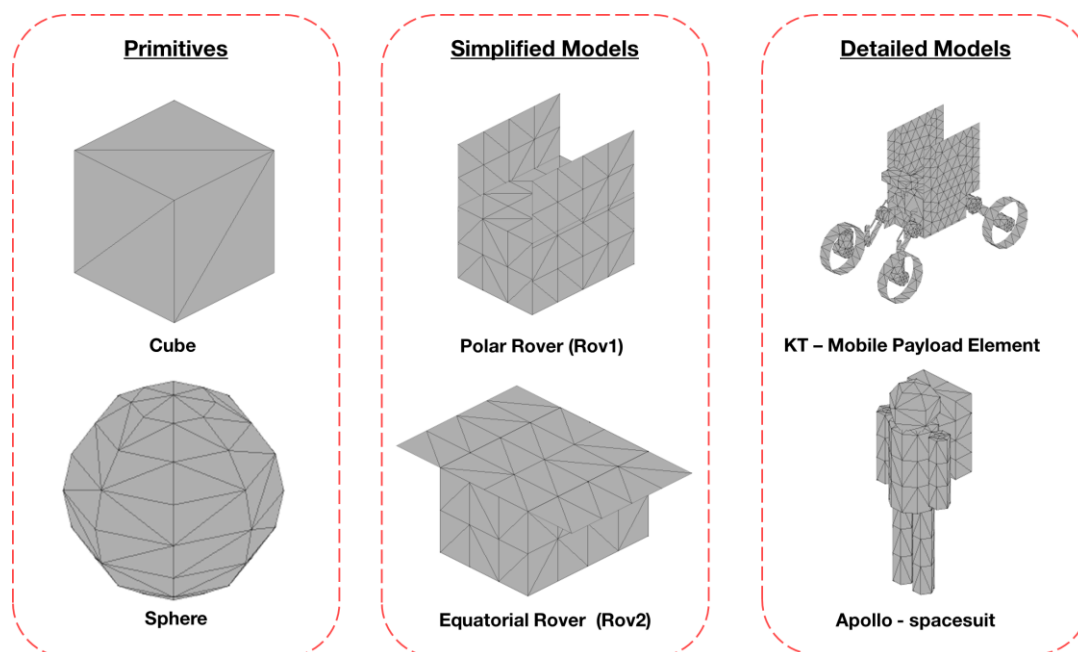 Primitives
Simplified Models
Detailed Models
Cube
Polar Rover (Rov1)
KT – Mobile Payload Element
Sphere
Equatorial Rover  (Rov2)
Apollo - spacesuit